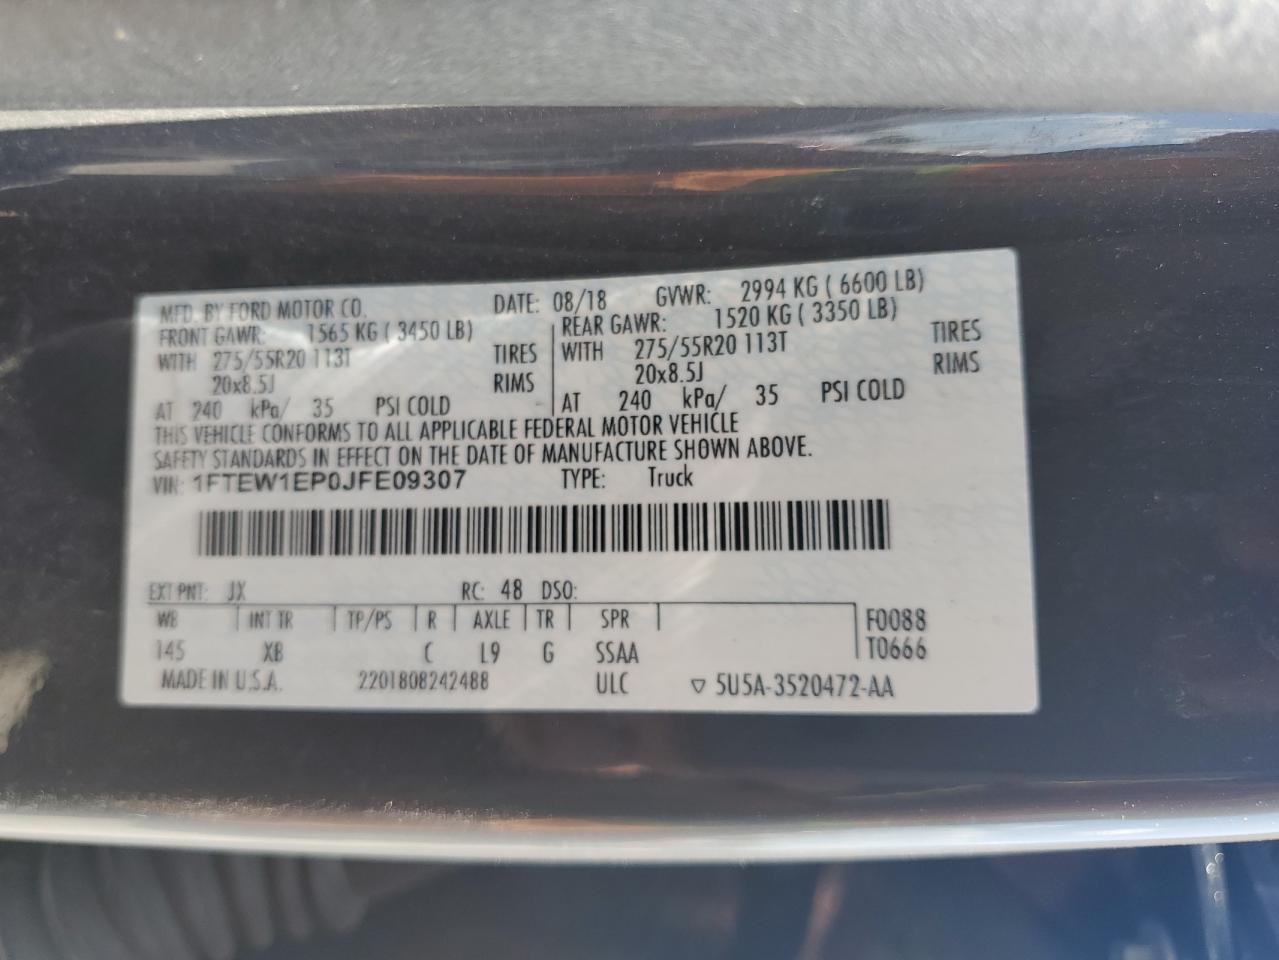 MFD. BY FORD MOTOR CO. DATE: 08/18 GVWR: 2994 KG ( 6600 LB)
FRONT GAWR: 1565 KG ( 3450 LB) REAR GAWR: 1520 KG ( 3350 LB)
WITH 275/55R20 113T TIRES WITH 275/55R20 113T TIRES
20x8.5J RIMS 20x8.5J RIMS
AT 240 kPa/ 35 PSI COLD AT 240 kPa/ 35 PSI COLD
THIS VEHICLE CONFORMS TO ALL APPLICABLE FEDERAL MOTOR VEHICLE
SAFETY STANDARDS IN EFFECT ON THE DATE OF MANUFACTURE SHOWN ABOVE.
VIN: 1FTEW1EP0JFE09307 TYPE: Truck
EXT PNT: JX RC: 48 DSO:
WB INT TR TP/PS R AXLE TR SPR F0088
145 XB C L9 G SSAA T0666
MADE IN U.S.A. 2201808242488 ULC ▽ 5U5A-3520472-AA